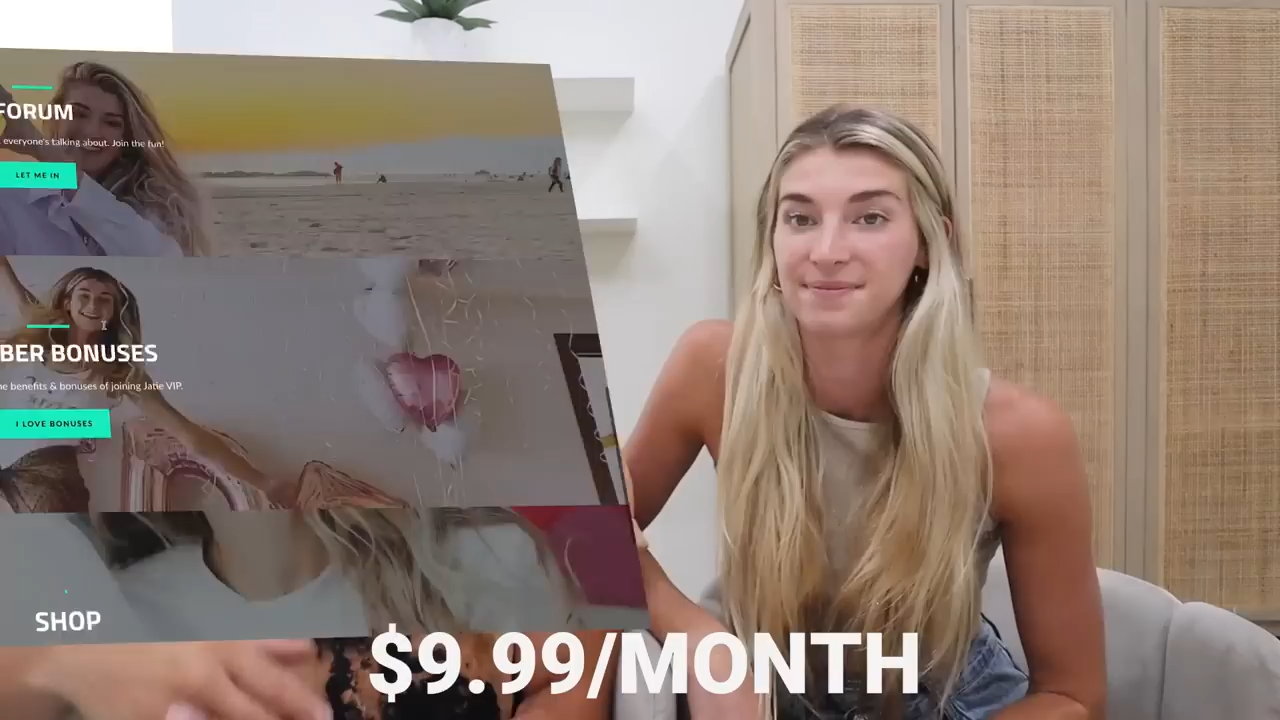 FORUM
everyone's talking about. Join the fun!
LET ME IN
BER BONUSES
benefits & bonuses of joining Jatie VIP.
I LOVE BONUSES
SHOP
$9.99/MONTH